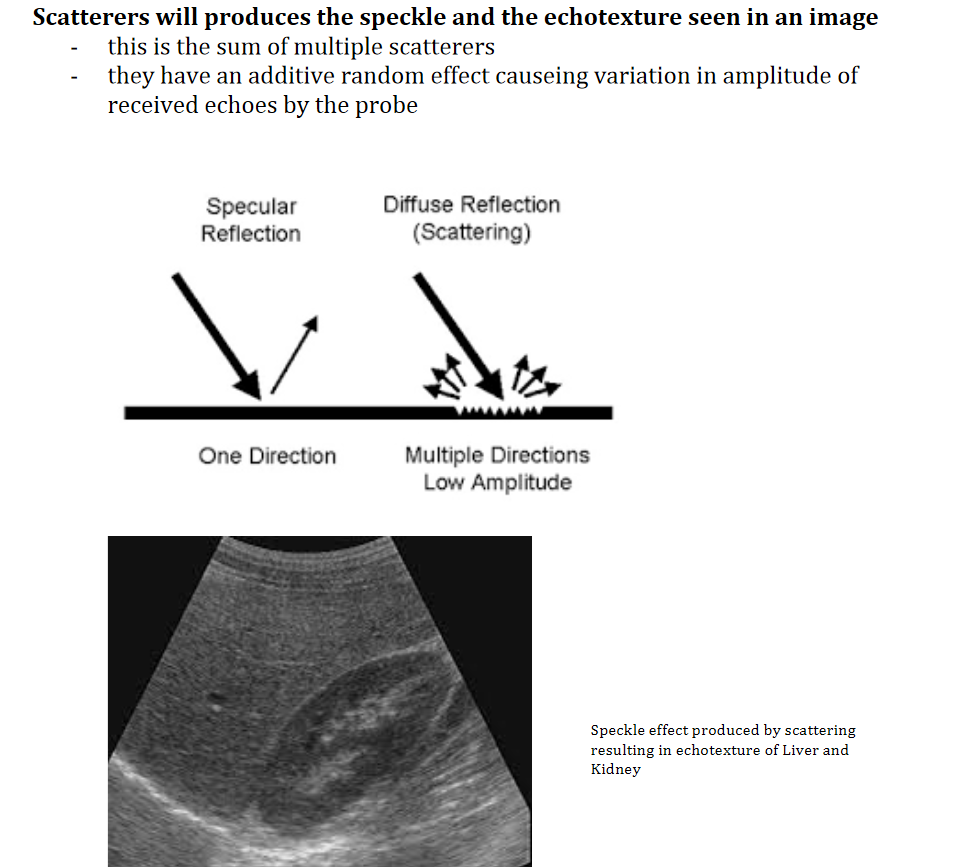 Scatterers will produces the speckle and the echotexture seen in an image
- this is the sum of multiple scatterers
- they have an additive random effect causeing variation in amplitude of
received echoes by the probe
Specular
Reflection
Diffuse Reflection
(Scattering)
One Direction
Multiple Directions
Low Amplitude
Speckle effect produced by scattering
resulting in echotexture of Liver and
Kidney